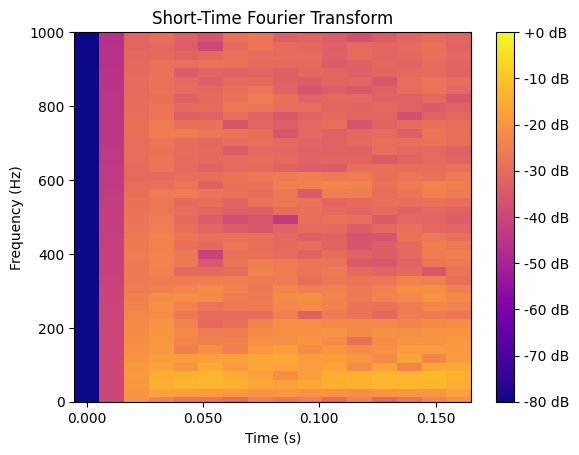 Short-Time Fourier Transform
Frequency (Hz)
1000
800
600
400
200
0
0.000
0.050
0.100
0.150
Time (s)
+0 dB
-10 dB
-20 dB
-30 dB
-40 dB
-50 dB
-60 dB
-70 dB
-80 dB